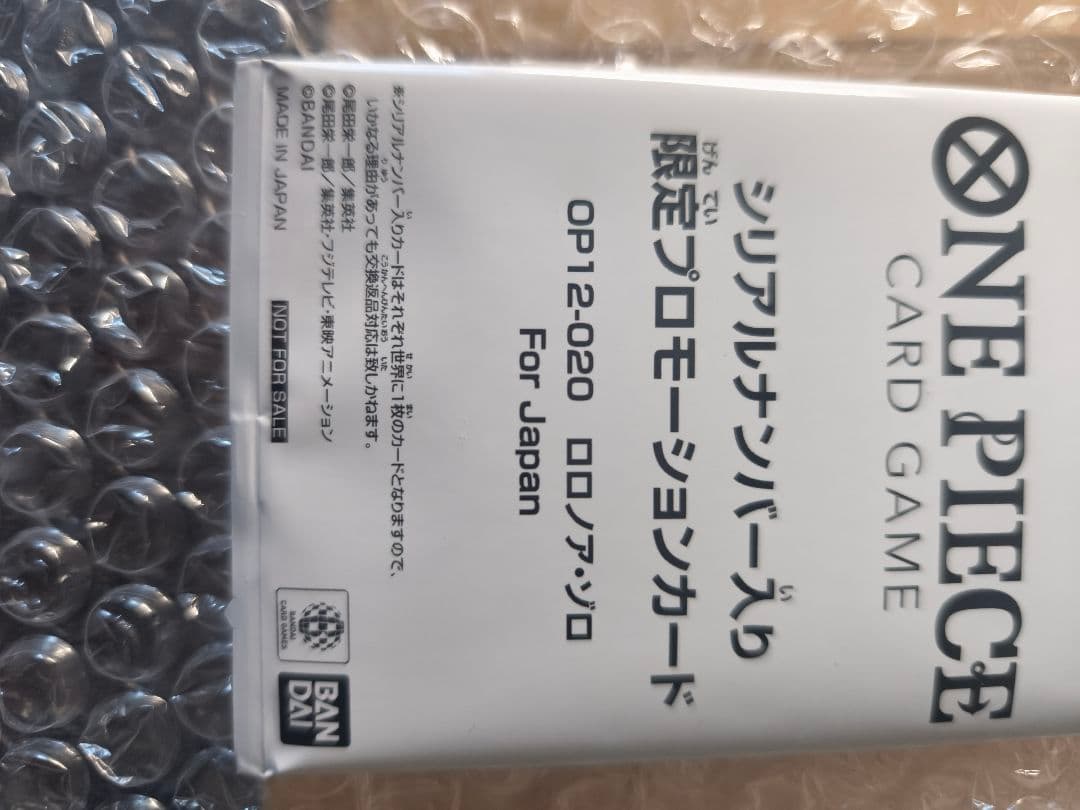 ONE PIECE
CARD GAME
シリアルナンバー入り
限定プロモーションカード
OP12-020 ロロノア・ゾロ
For Japan
※シリアルナンバー入りカードはそれぞれ世界に1枚のカードとなりますので、
いかなる理由があっても交換返品対応は致しかねます。
©尾田栄一郎／集英社
©尾田栄一郎／集英社・フジテレビ・東映アニメーション
©BANDAI
MADE IN JAPAN
NOT FOR SALE
BANDAI
CARD GAMES
BAN
DAI